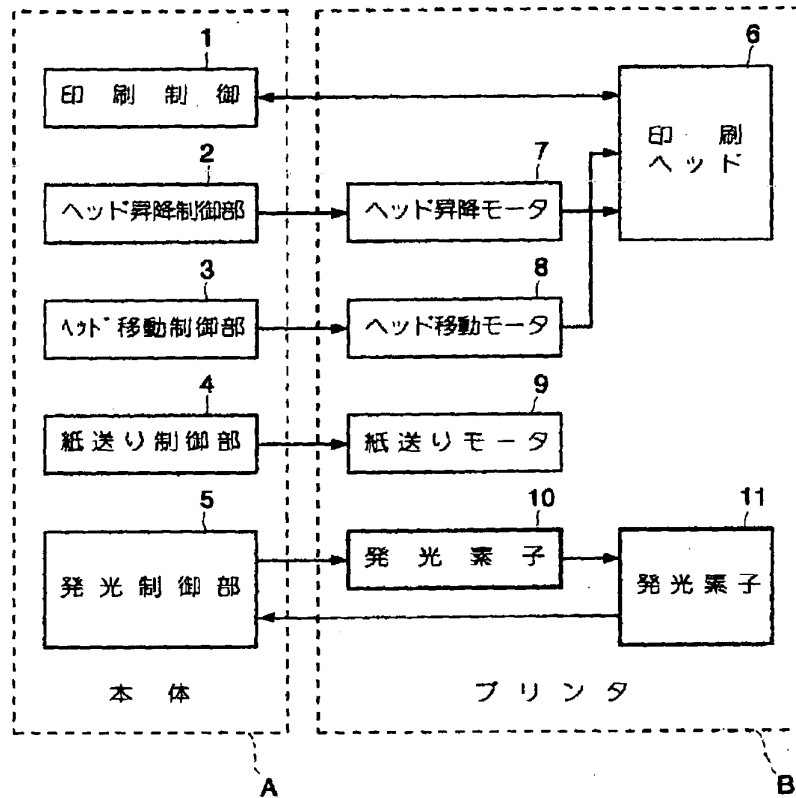 1
印刷制御
6
印刷
ヘッド
2
ヘッド昇降制御部
7
ヘッド昇降モータ
3
ヘッド移動制御部
8
ヘッド移動モータ
4
紙送り制御部
9
紙送りモータ
5
発光制御部
10
発光素子
11
発光素子
本体
プリンタ
A
B